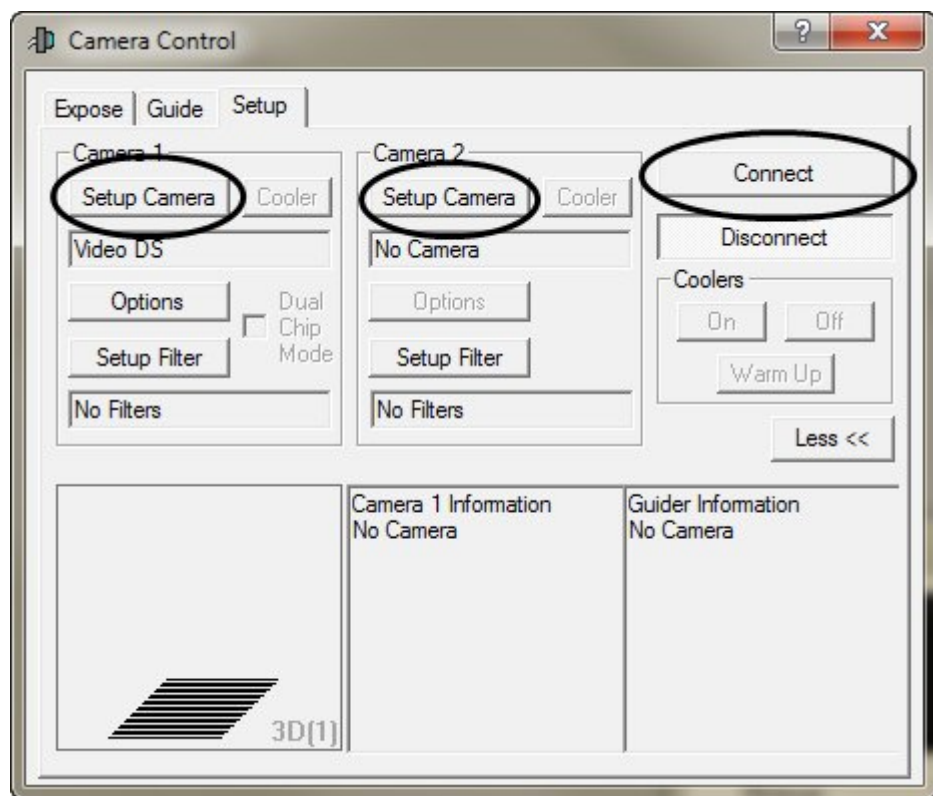 Camera Control
?
X
Expose Guide Setup
Camera 1
Setup Camera Cooler
Video DS
Options
Dual
Chip
Mode
Setup Filter
No Filters
Camera 2
Setup Camera Cooler
No Camera
Options
Setup Filter
No Filters
Connect
Disconnect
Coolers
On Off
Warm Up
Less <<
3D(1)
Camera 1 Information
No Camera
Guider Information
No Camera